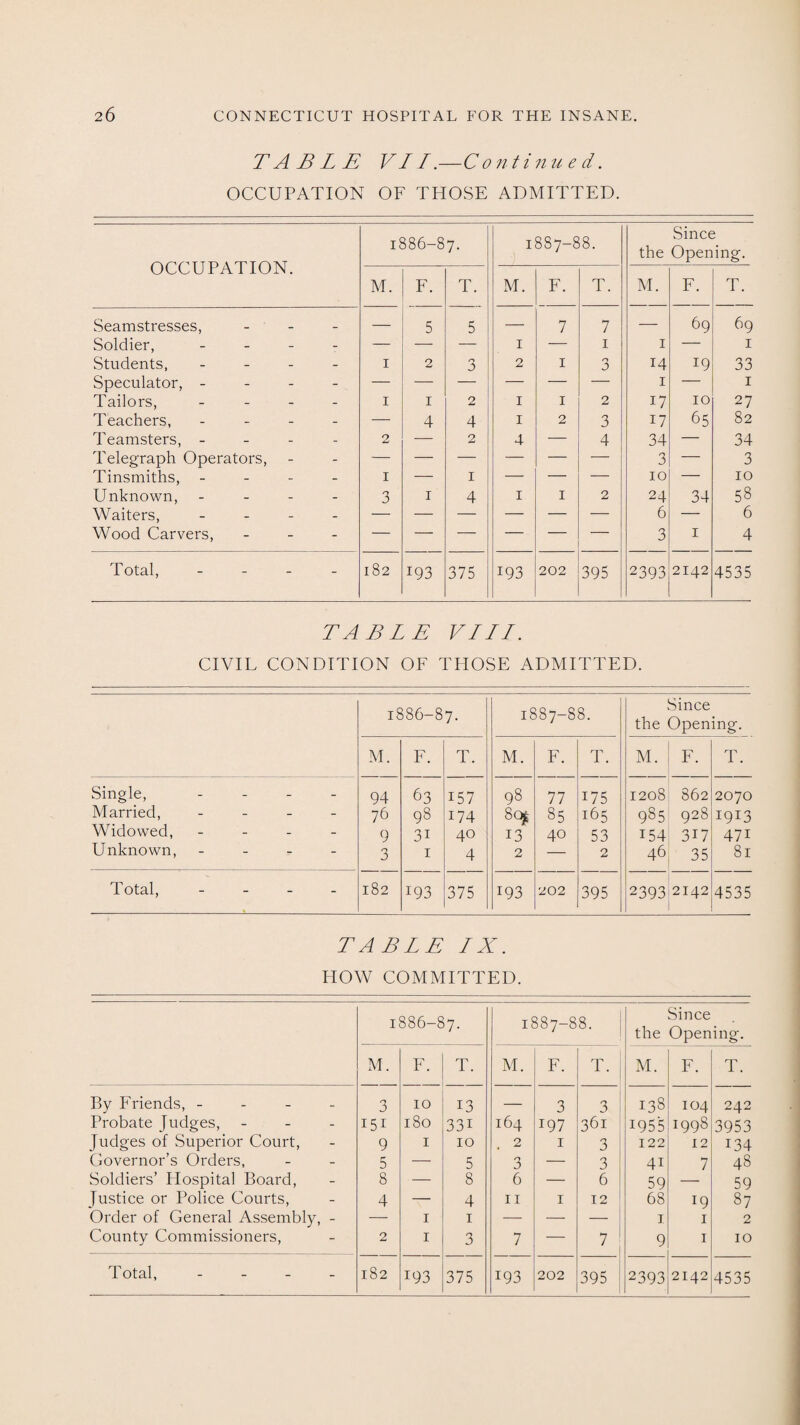 26 CONNECTICUT HOSPITAL FOR THE INSANE.
TABLE VII.—Continued.
OCCUPATION OF THOSE ADMITTED.
OCCUPATION. 1886–87. 1887–88. Since the Opening.
M. F. T. M. F. T. M. F. T.
Seamstresses, - - - — 5 5 — 7 7 — 69 69
Soldier, - - - - — — — 1 — 1 1 — 1
Students, - - - - 1 2 3 2 1 3 14 19 33
Speculator, - - - - — — — — — — 1 — 1
Tailors, - - - - 1 1 2 1 1 2 17 10 27
Teachers, - - - - — 4 4 1 2 3 17 65 82
Teamsters, - - - - 2 — 2 4 — 4 34 — 34
Telegraph Operators, - - — — — — — — 3 — 3
Tinsmiths, - - - - 1 — 1 — — — 10 — 10
Unknown, - - - - 3 1 4 1 1 2 24 34 58
Waiters, - - - - — — — — — — 6 — 6
Wood Carvers, - - - — — — — — — 3 1 4
Total, - - - - 182 193 375 193 202 395 2393 2142 4535
TABLE VIII.
CIVIL CONDITION OF THOSE ADMITTED.
1886–87. 1887–88. Since the Opening.
M. F. T. M. F. T. M. F. T.
Single, - - - - 94 63 157 98 77 175 1208 862 2070
Married, - - - - 76 98 174 80 85 165 985 928 1913
Widowed, - - - - 9 31 40 13 40 53 154 317 471
Unknown, - - - - 3 1 4 2 — 2 46 35 81
Total, - - - - 182 193 375 193 202 395 2393 2142 4535
TABLE IX.
HOW COMMITTED.
1886–87. 1887–88. Since the Opening.
M. F. T. M. F. T. M. F. T.
By Friends, - - - - 3 10 13 — 3 3 138 104 242
Probate Judges, - - - 151 180 331 164 197 361 1955 1998 3953
Judges of Superior Court, - 9 1 10 2 1 3 122 12 134
Governor's Orders, - - 5 — 5 3 — 3 41 7 48
Soldiers' Hospital Board, - 8 — 8 6 — 6 59 — 59
Justice or Police Courts, - 4 — 4 11 1 12 68 19 87
Order of General Assembly, - — 1 1 — — — 1 1 2
County Commissioners, - 2 1 3 7 — 7 9 1 10
Total, - - - - 182 193 375 193 202 395 2393 2142 4535